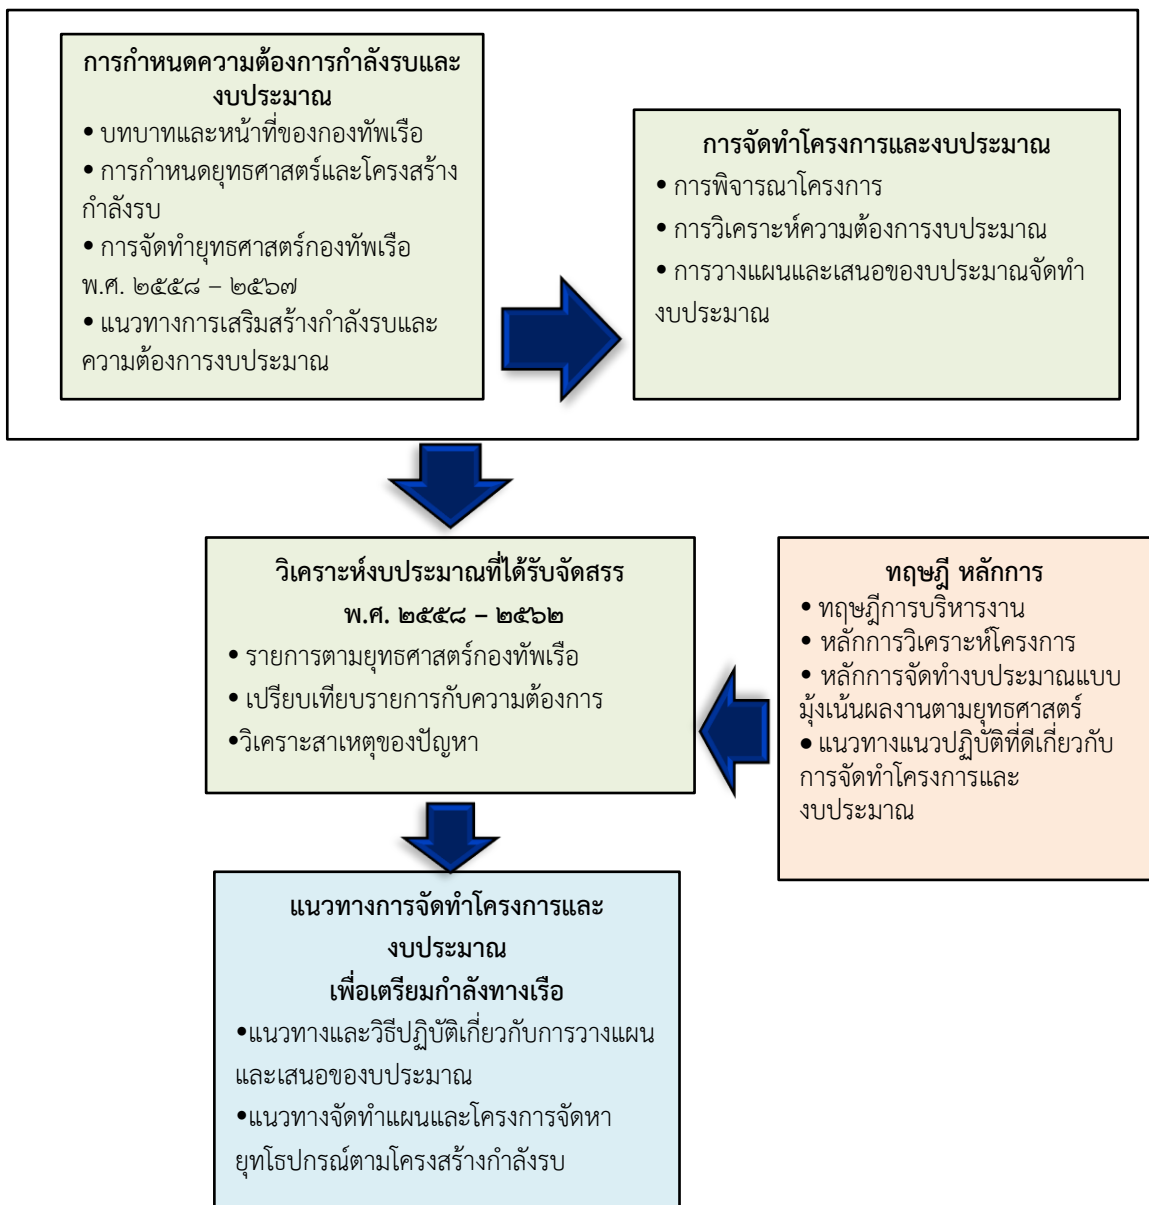 การกำหนดความต้องการกำลังรบและ
งบประมาณ
• บทบาทและหน้าที่ของกองทัพเรือ
• การกำหนดยุทธศาสตร์และโครงสร้าง
กำลังรบ
• การจัดทำยุทธศาสตร์กองทัพเรือ
พ.ศ. ๒๕๕๘ – ๒๕๖๗
• แนวทางการเสริมสร้างกำลังรบและ
ความต้องการงบประมาณ
การจัดทำโครงการและงบประมาณ
• การพิจารณาโครงการ
• การวิเคราะห์ความต้องการงบประมาณ
• การวางแผนและเสนอของบประมาณจัดทำ
งบประมาณ
วิเคราะห์งบประมาณที่ได้รับจัดสรร
พ.ศ. ๒๕๕๘ – ๒๕๖๒
• รายการตามยุทธศาสตร์กองทัพเรือ
• เปรียบเทียบรายการกับความต้องการ
•วิเคราะสาเหตุของปัญหา
ทฤษฎี หลักการ
• ทฤษฎีการบริหารงาน
• หลักการวิเคราะห์โครงการ
• หลักการจัดทำงบประมาณแบบ
มุ้งเน้นผลงานตามยุทธศาสตร์
• แนวทางแนวปฏิบัติที่ดีเกี่ยวกับ
การจัดทำโครงการและ
งบประมาณ
แนวทางการจัดทำโครงการและ
งบประมาณ
เพื่อเตรียมกำลังทางเรือ
•แนวทางและวิธีปฏิบัติเกี่ยวกับการวางแผน
และเสนอของบประมาณ
•แนวทางจัดทำแผนและโครงการจัดหา
ยุทโธปกรณ์ตามโครงสร้างกำลังรบ